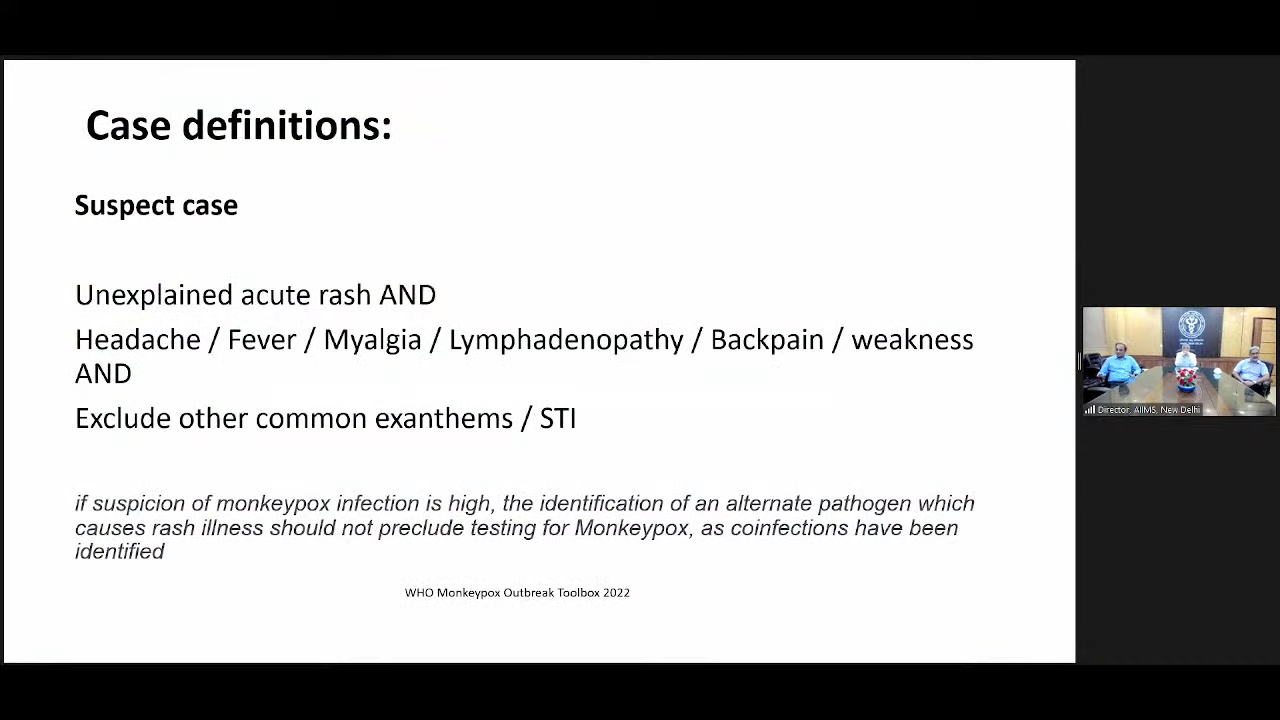 Case definitions:
Suspect case
Unexplained acute rash AND
Headache / Fever / Myalgia / Lymphadenopathy / Backpain / weakness
AND
Exclude other common exanthems / STI
if suspicion of monkeypox infection is high, the identification of an alternate pathogen which
causes rash illness should not preclude testing for Monkeypox, as coinfections have been
identified
WHO Monkeypox Outbreak Toolbox 2022
Director, AIIMS, New Delhi